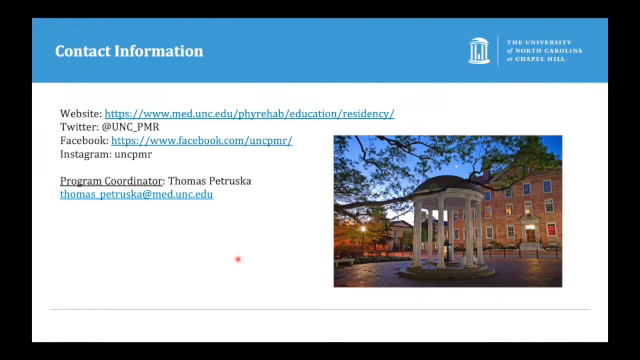 Contact Information
THE UNIVERSITY
of NORTH CAROLINA
at CHAPEL HILL
Website: https://www.med.unc.edu/phyrehab/education/residency/
Twitter: @UNC_PMR
Facebook: https://www.facebook.com/uncpmr/
Instagram: uncpmr
Program Coordinator: Thomas Petruska
thomas_petruska@med.unc.edu